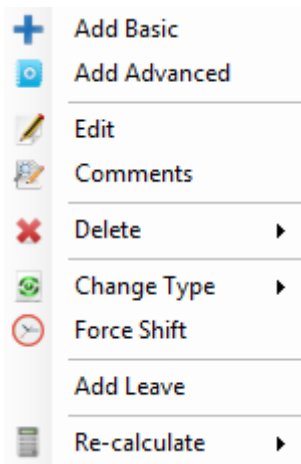 Add Basic
Add Advanced
Edit
Comments
Delete
Change Type
Force Shift
Add Leave
Re-calculate